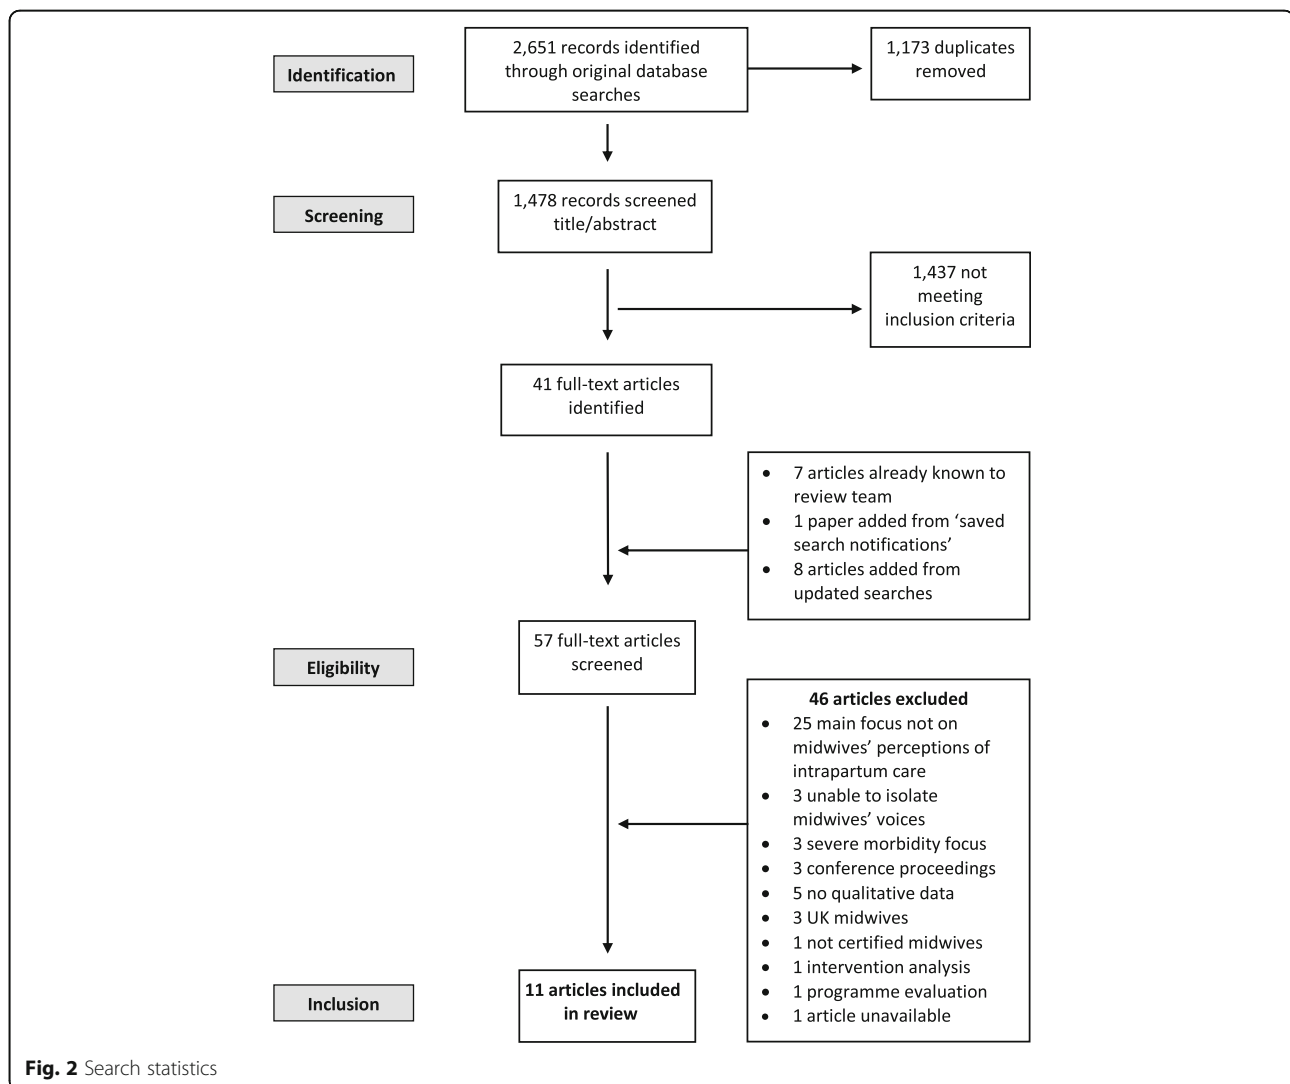 Identification
2,651 records identified
through original database
searches
1,173 duplicates
removed
Screening
1,478 records screened
title/abstract
1,437 not
meeting
inclusion criteria
41 full-text articles
identified
• 7 articles already known to
review team
• 1 paper added from ‘saved
search notifications’
• 8 articles added from
updated searches
Eligibility
57 full-text articles
screened
46 articles excluded
• 25 main focus not on
midwives’ perceptions of
intrapartum care
• 3 unable to isolate
midwives’ voices
• 3 severe morbidity focus
• 3 conference proceedings
• 5 no qualitative data
• 3 UK midwives
• 1 not certified midwives
• 1 intervention analysis
• 1 programme evaluation
• 1 article unavailable
Inclusion
11 articles included
in review
Fig. 2 Search statistics